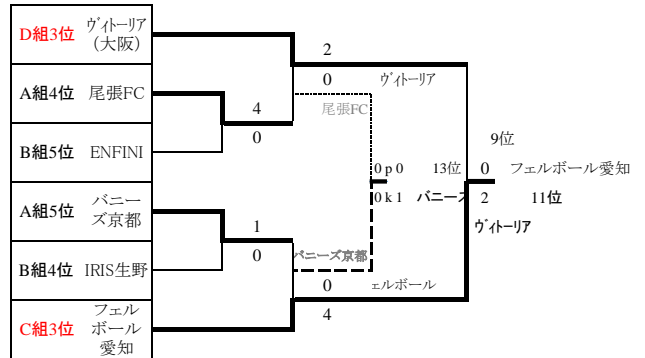 D組3位 ヴィトーリア
(大阪)
2
0 ヴィトーリア
A組4位 尾張FC
4
尾張FC
0
9位
B組5位 ENFINI
0 p 0 13位
0 フェルボール愛知
0 k 1 バニーズ
2 11位
A組5位 バニー
ズ京都
ヴィトーリア
1
0
バニーズ京都
B組4位 IRIS生野
0 ェルボール
4
C組3位 フェル
ボール
愛知